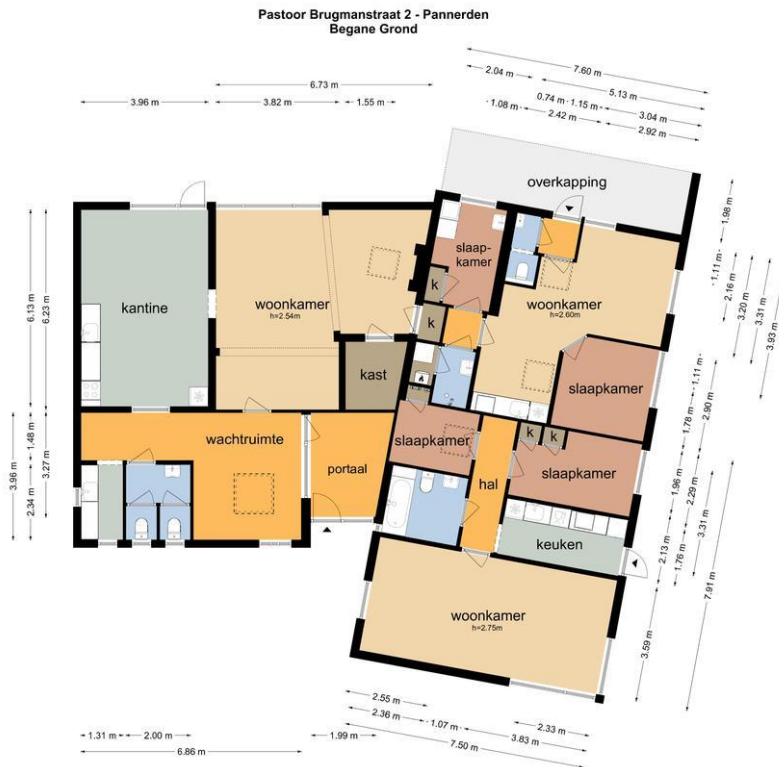 Pastoor Brugmanstraat 2 - Pannerden
Begane Grond
7.60 m
2.04 m
5.13 m
0.74 m
1.15 m
3.04 m
1.08 m
2.42 m
2.92 m
6.73 m
3.96 m
3.82 m
1.55 m
overkapping
1.98 m
slaap-
kamer
kantine
woonkamer
h=2.54m
woonkamer
h=2.60m
k
k
kast
slaapkamer
6.13 m
6.23 m
1.11 m
2.16 m
3.20 m
3.31 m
3.93 m
wachtruimte
portaal
slaapkamer
hal
k
k
slaapkamer
keuken
woonkamer
h=2.75m
3.96 m
1.48 m
2.34 m
3.27 m
1.11 m
1.78 m
2.90 m
1.96 m
2.29 m
3.31 m
2.13 m
1.76 m
7.91 m
3.59 m
1.31 m
2.00 m
6.86 m
1.99 m
2.55 m
2.36 m
1.07 m
2.33 m
3.83 m
7.50 m